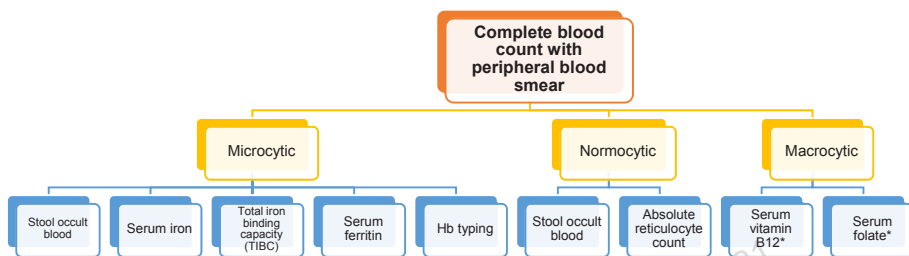 Complete blood
count with
peripheral blood
smear
Microcytic
Normocytic
Macrocytic
Stool occult
blood
Serum iron
Total iron
binding
capacity
(TIBC)
Serum
ferritin
Hb typing
Stool occult
blood
Absolute
reticulocyte
count
Serum
vitamin
B12*
Serum
folate*